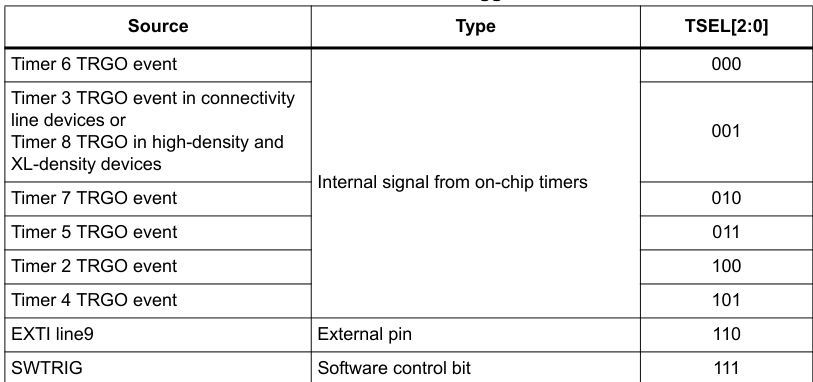 Source Type TSEL[2:0]
Timer 6 TRGO event 000
Timer 3 TRGO event in connectivity
line devices or
Timer 8 TRGO in high-density and
XL-density devices
001
Internal signal from on-chip timers
Timer 7 TRGO event 010
Timer 5 TRGO event 011
Timer 2 TRGO event 100
Timer 4 TRGO event 101
EXTI line9 External pin 110
SWTRIG Software control bit 111